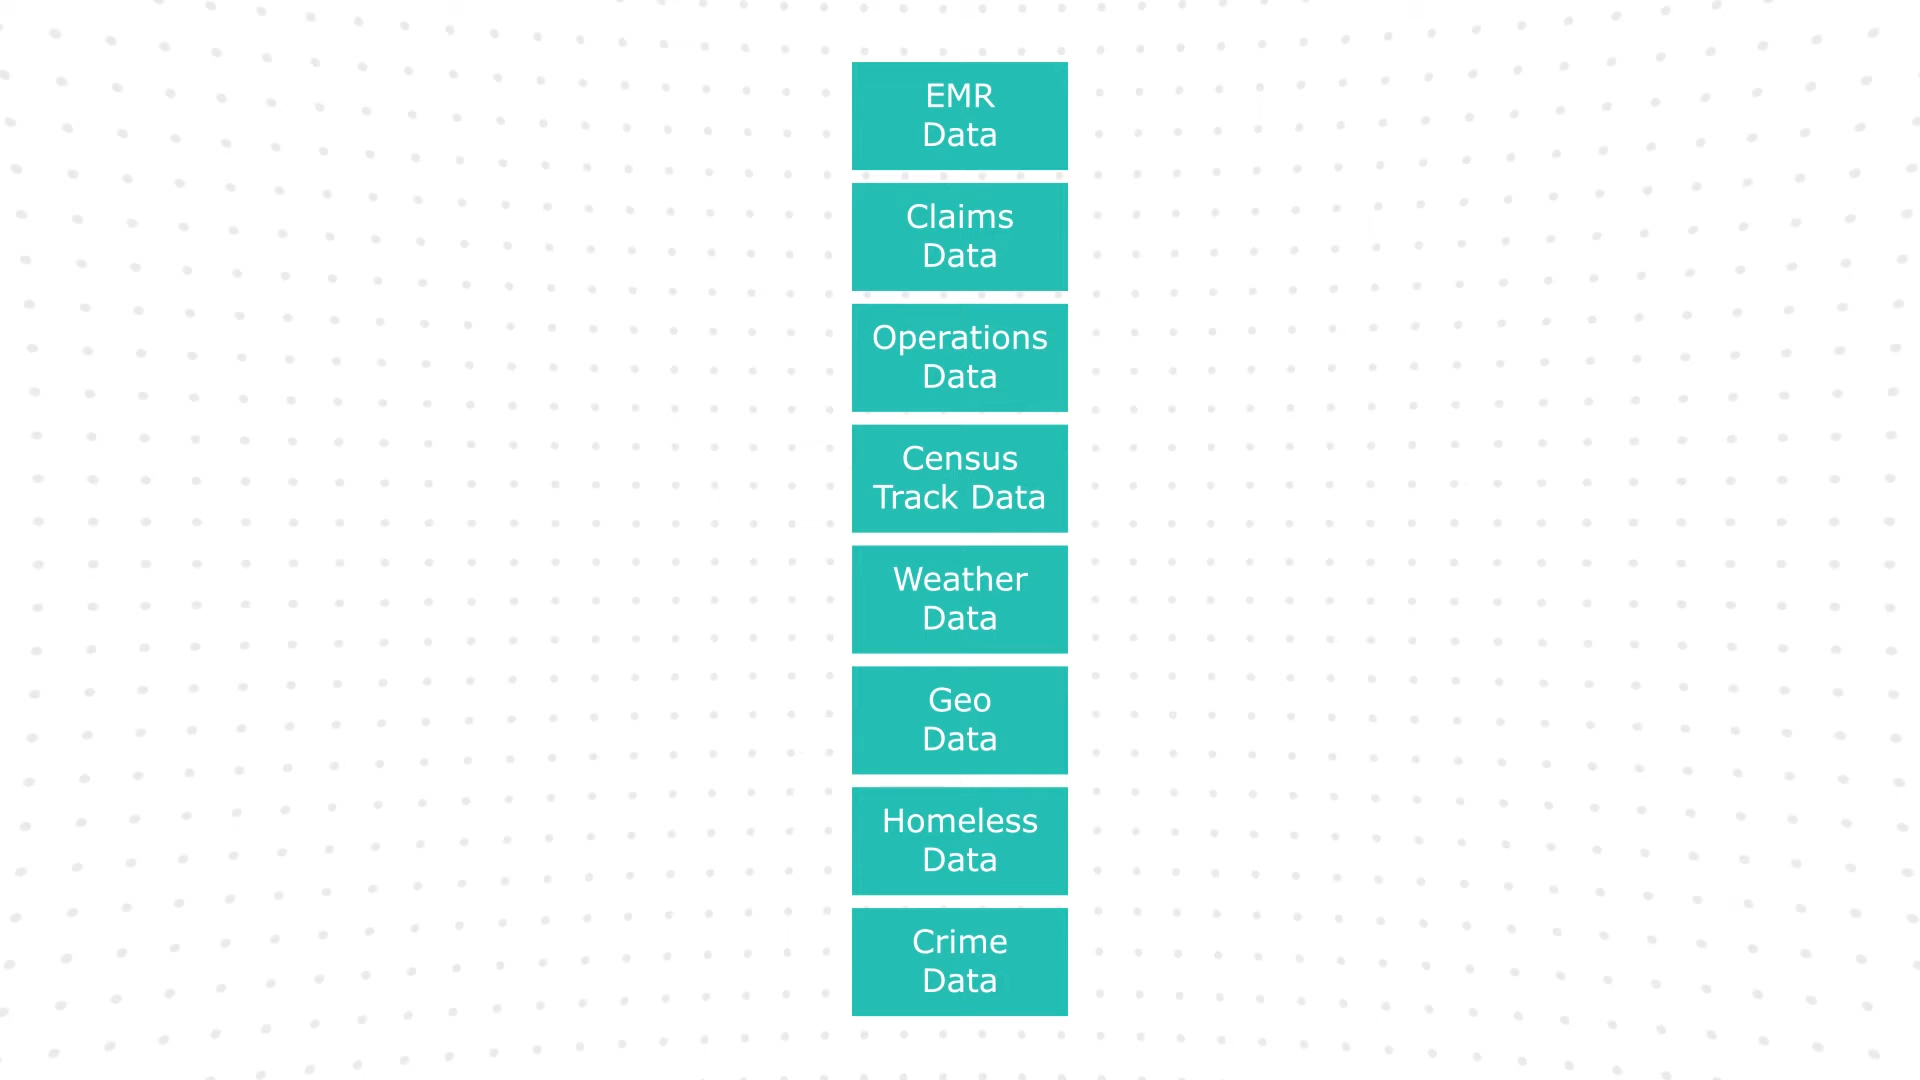 EMR
Data
Claims
Data
Operations
Data
Census
Track Data
Weather
Data
Geo
Data
Homeless
Data
Crime
Data